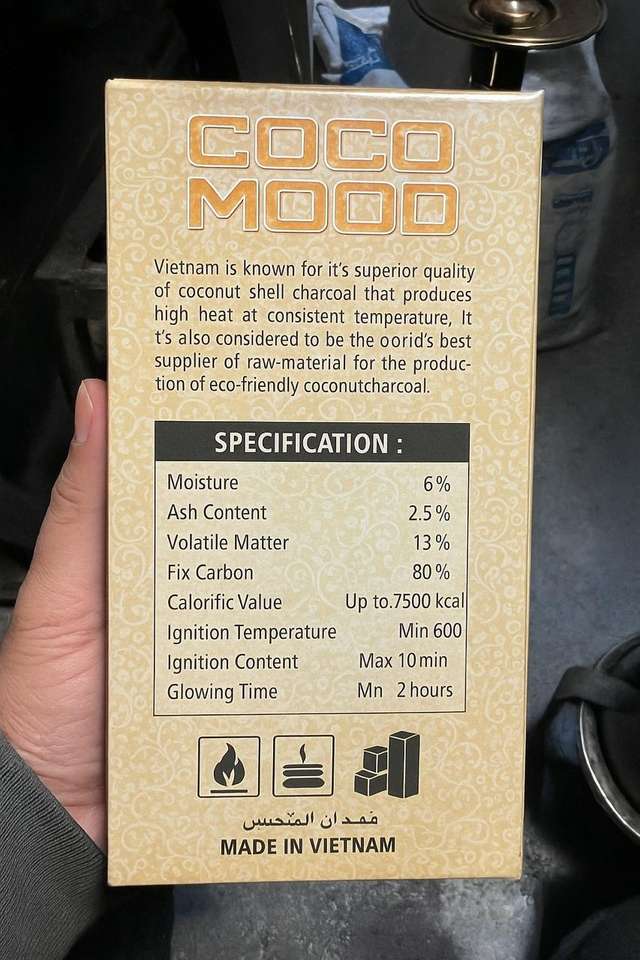 COCO
MOOD
Vietnam is known for it's superior quality
of coconut shell charcoal that produces
high heat at consistent temperature, It
t's also considered to be the oorid's best
supplier of raw-material for the produc-
tion of eco-friendly coconutcharcoal.
SPECIFICATION :
Moisture 6%
Ash Content 2.5%
Volatile Matter 13%
Fix Carbon 80%
Calorific Value Up to.7500 kcal
Ignition Temperature Min 600
Ignition Content Max 10 min
Glowing Time Mn 2 hours
MADE IN VIETNAM